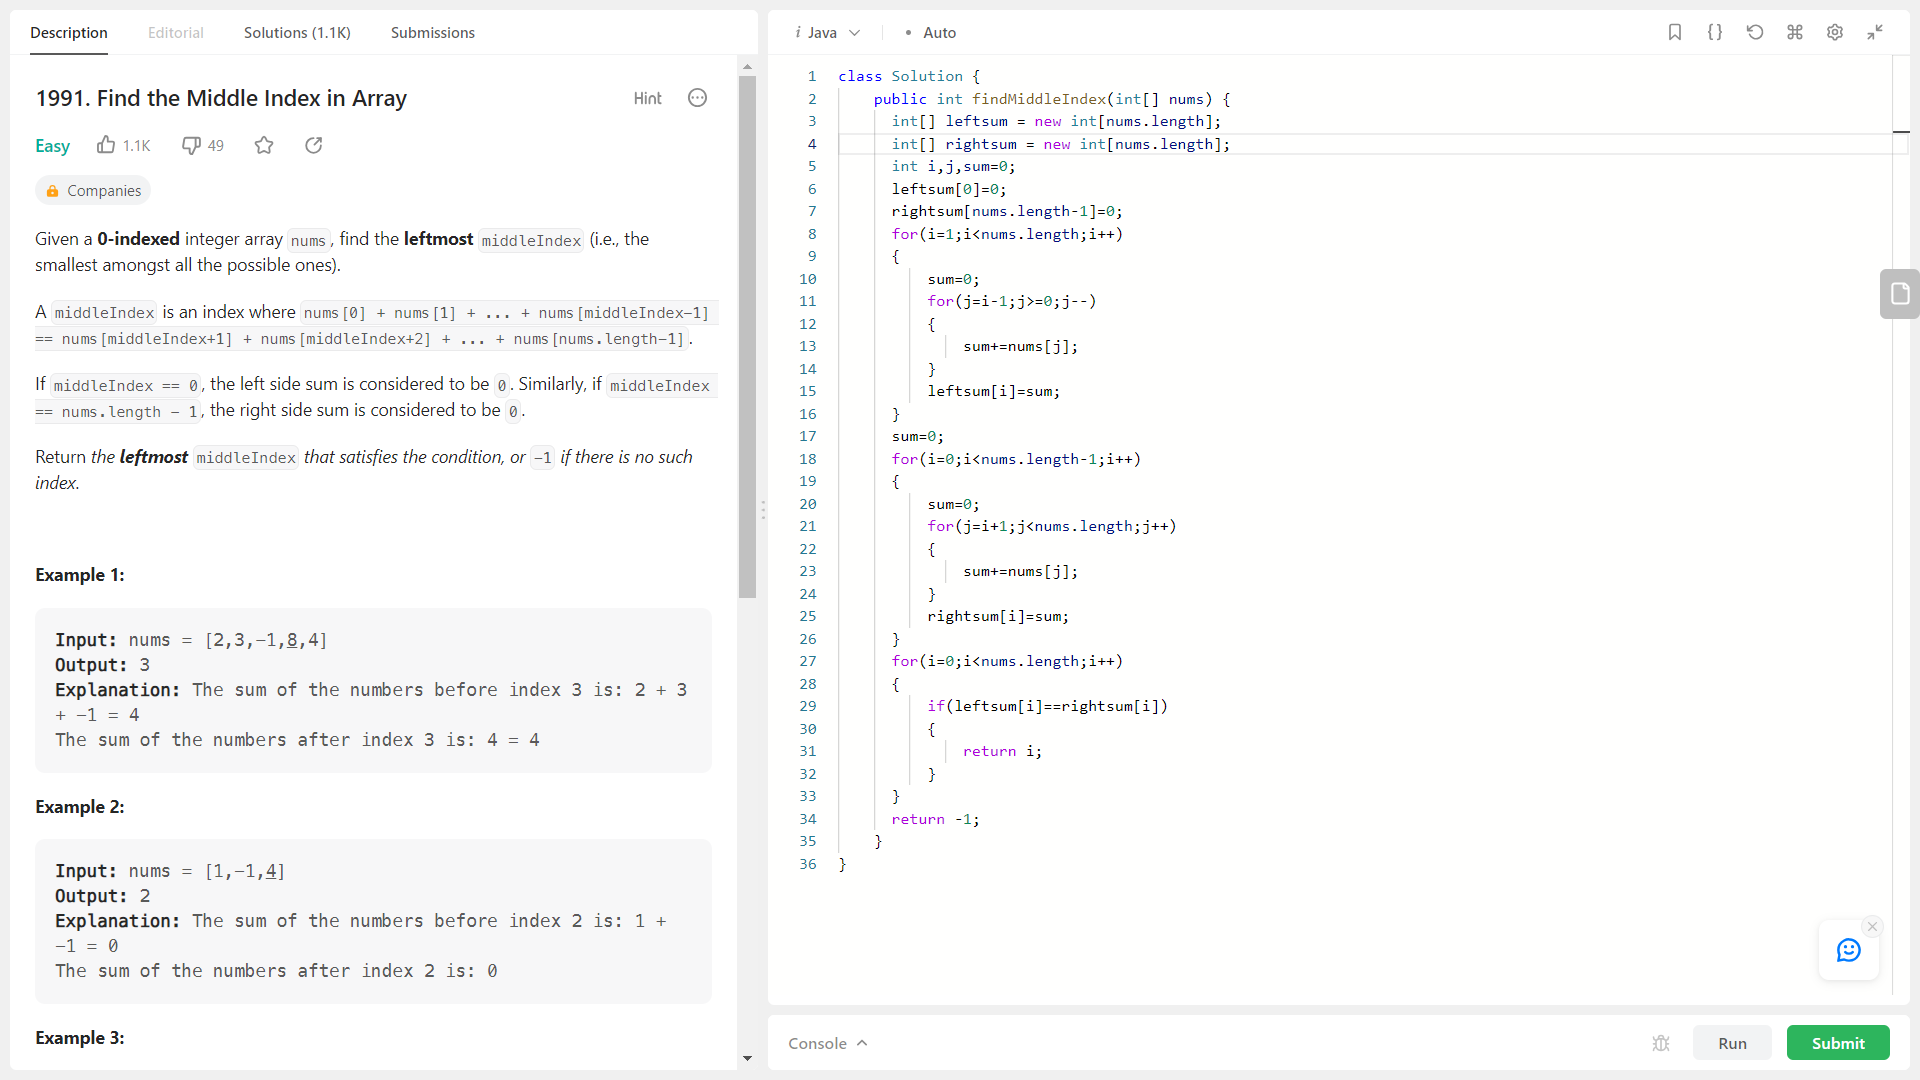 Description Editorial Solutions (1.1K) Submissions
1991. Find the Middle Index in Array
Hint
Easy 1.1K 49
Companies
Given a 0-indexed integer array nums, find the leftmost middleIndex (i.e., the
smallest amongst all the possible ones).
A middleIndex is an index where nums[0] + nums[1] + ... + nums[middleIndex-1]
== nums[middleIndex+1] + nums[middleIndex+2] + ... + nums[nums.length-1].
If middleIndex == 0, the left side sum is considered to be 0. Similarly, if middleIndex
== nums.length - 1, the right side sum is considered to be 0.
Return the leftmost middleIndex that satisfies the condition, or -1 if there is no such
index.
Example 1:
Input: nums = [2,3,-1,8,4]
Output: 3
Explanation: The sum of the numbers before index 3 is: 2 + 3
+ -1 = 4
The sum of the numbers after index 3 is: 4 = 4
Example 2:
Input: nums = [1,-1,4]
Output: 2
Explanation: The sum of the numbers before index 2 is: 1 +
-1 = 0
The sum of the numbers after index 2 is: 0
Example 3:
i Java • Auto
1 class Solution {
2 public int findMiddleIndex(int[] nums) {
3 int[] leftsum = new int[nums.length];
4 int[] rightsum = new int[nums.length];
5 int i,j,sum=0;
6 leftsum[0]=0;
7 rightsum[nums.length-1]=0;
8 for(i=1;i<nums.length;i++)
9 {
10 sum=0;
11 for(j=i-1;j>=0;j--)
12 {
13 sum+=nums[j];
14 }
15 leftsum[i]=sum;
16 }
17 sum=0;
18 for(i=0;i<nums.length-1;i++)
19 {
20 sum=0;
21 for(j=i+1;j<nums.length;j++)
22 {
23 sum+=nums[j];
24 }
25 rightsum[i]=sum;
26 }
27 for(i=0;i<nums.length;i++)
28 {
29 if(leftsum[i]==rightsum[i])
30 {
31 return i;
32 }
33 }
34 return -1;
35 }
36 }
Console Run Submit